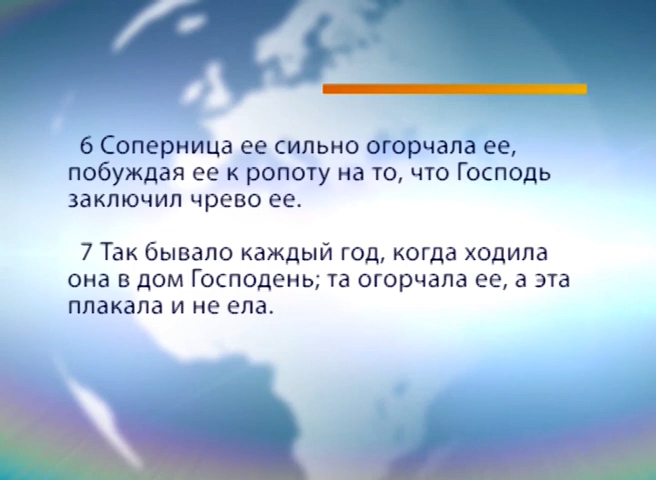 6 Соперница ее сильно огорчала ее,
побуждая ее к ропоту на то, что Господь
заключил чрево ее.
7 Так бывало каждый год, когда ходила
она в дом Господень; та огорчала ее, а эта
плакала и не ела.